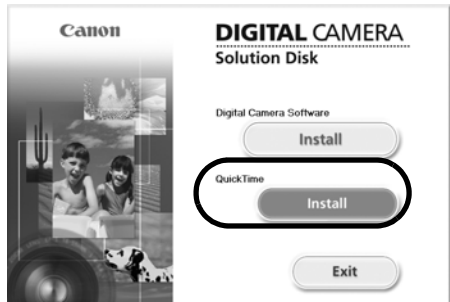 Canon
DIGITAL CAMERA
Solution Disk
Digital Camera Software
Install
QuickTime
Install
Exit